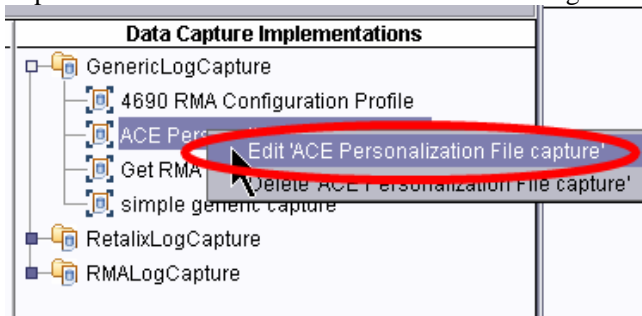 Data Capture Implementations
GenericLogCapture
4690 RMA Configuration Profile
ACE
Edit 'ACE Personalization File capture'
Get RMA
Delete 'ACE Personalization File capture'
simple generic capture
RetalixLogCapture
RMALogCapture